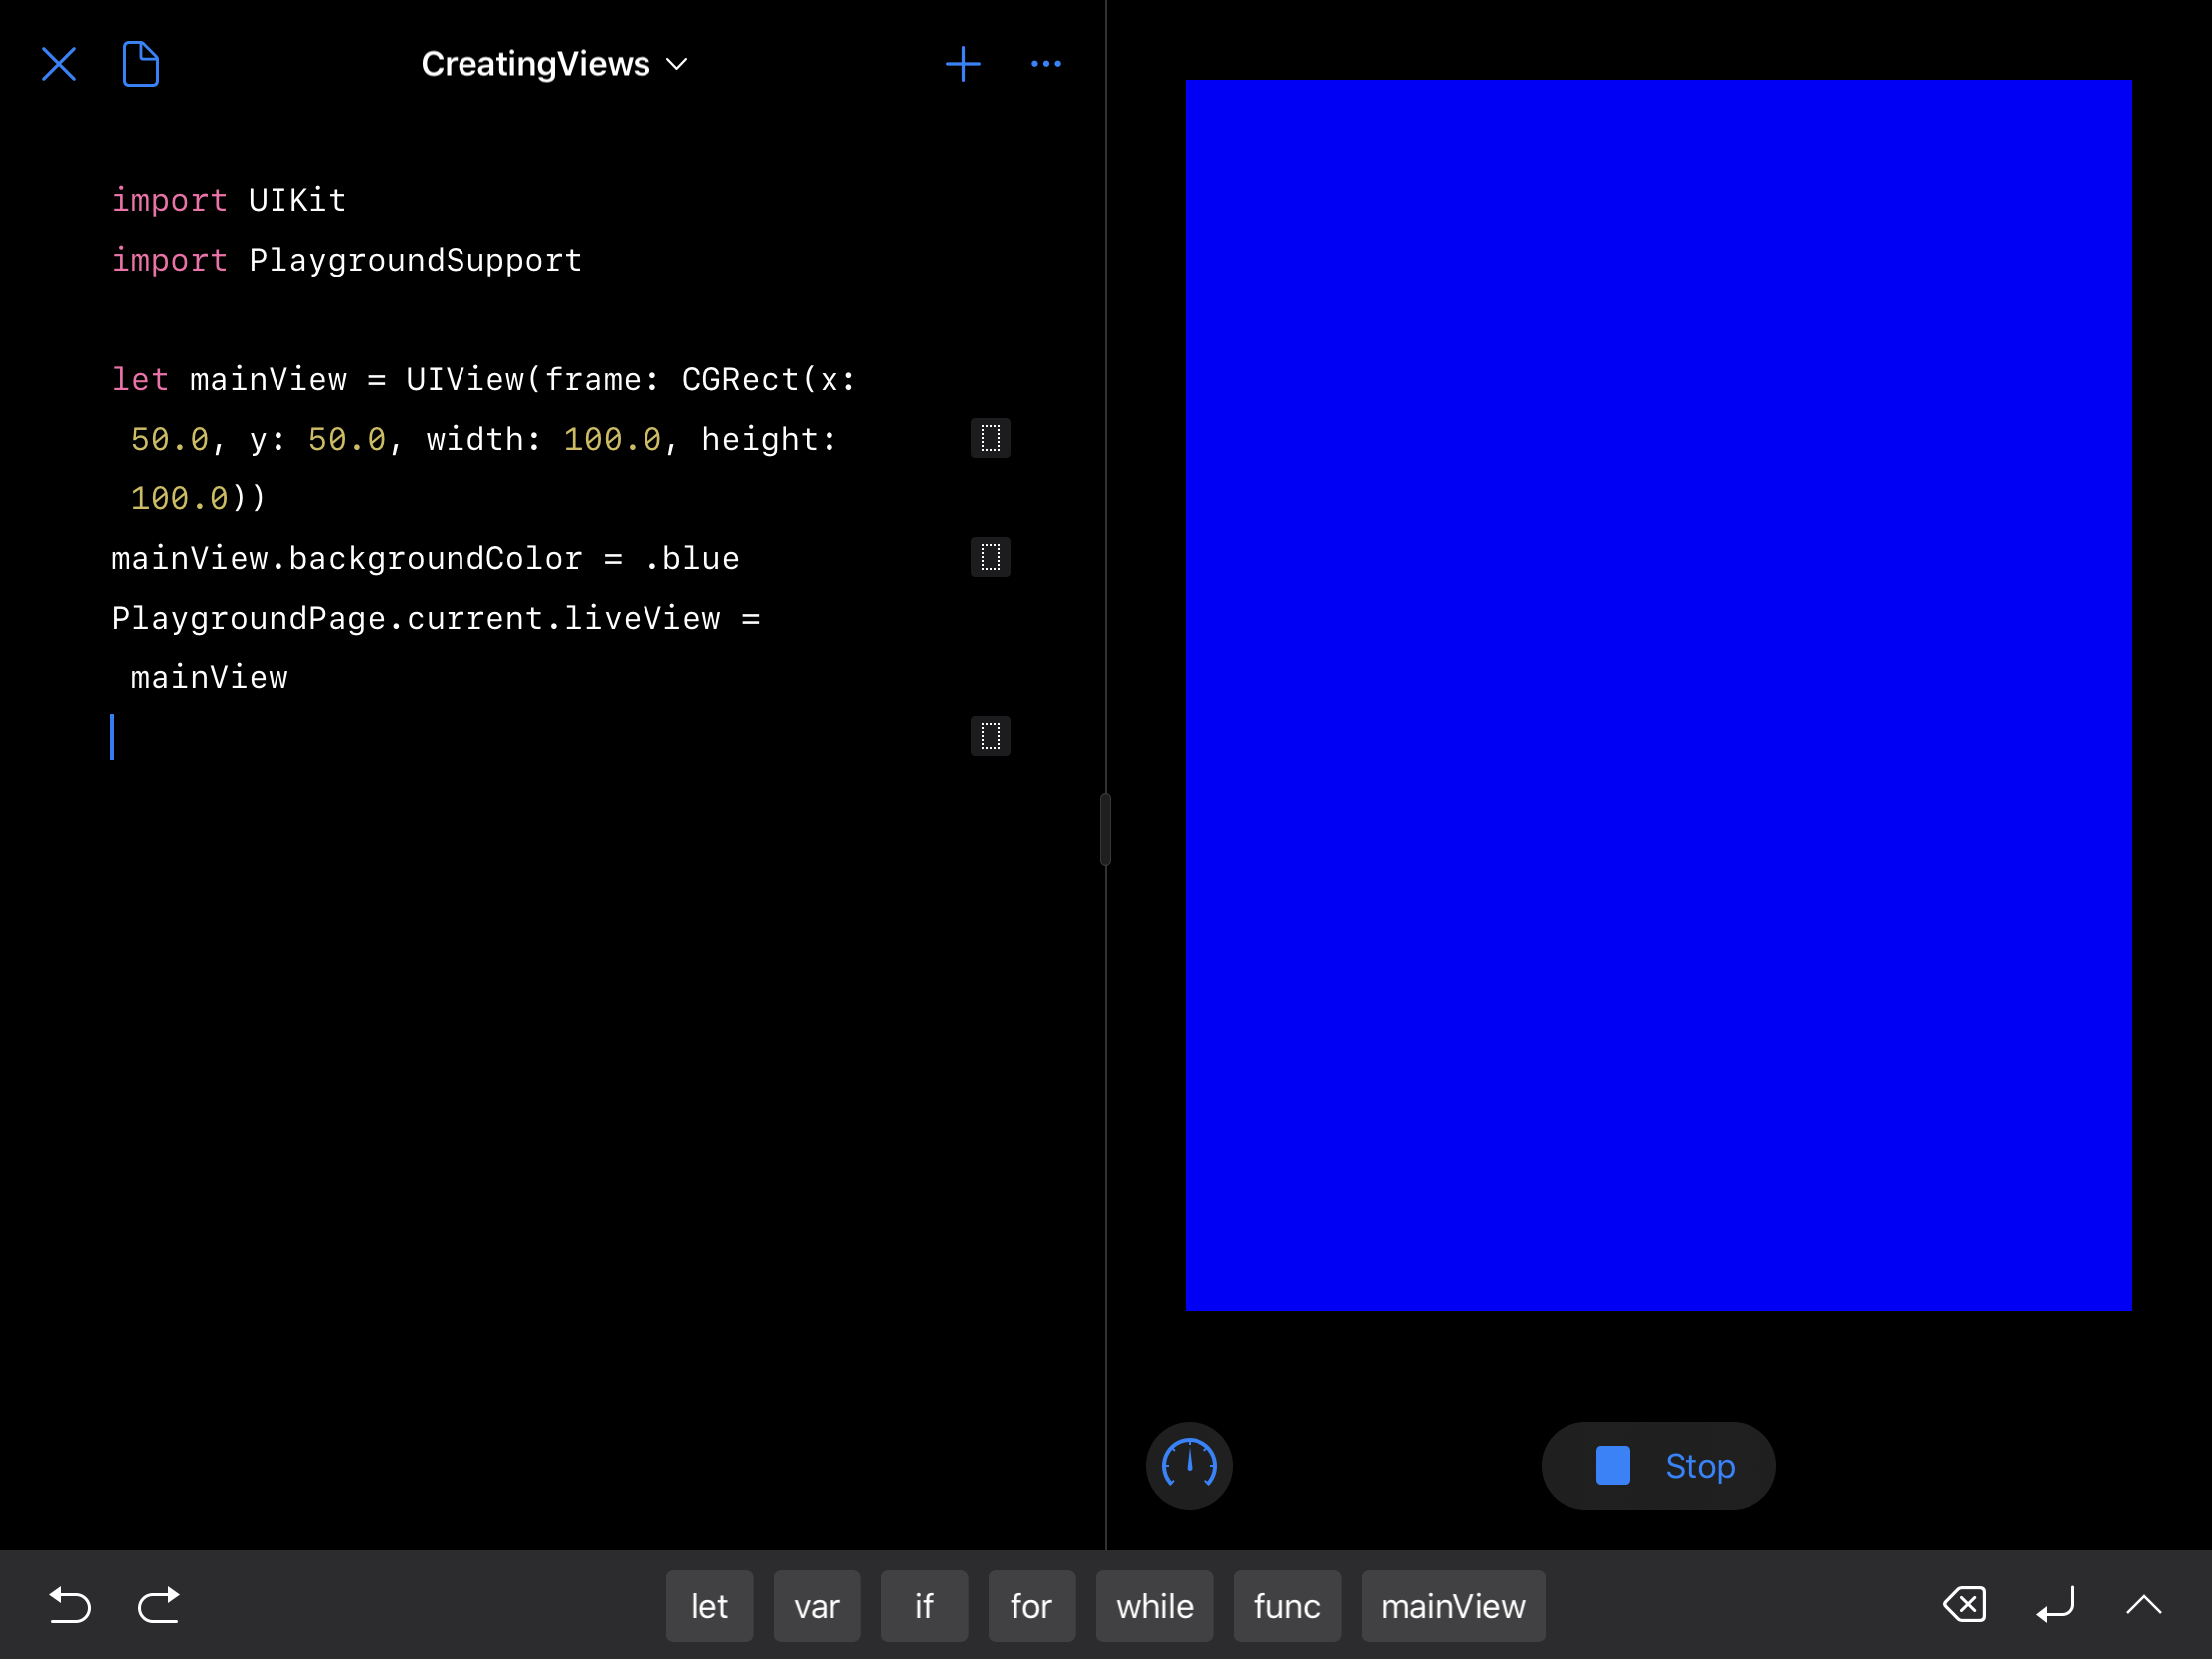 CreatingViews
import UIKit
import PlaygroundSupport
let mainView = UIView(frame: CGRect(x:
50.0, y: 50.0, width: 100.0, height:
100.0))
mainView.backgroundColor = .blue
PlaygroundPage.current.liveView =
mainView
Stop
let var if for while func mainView